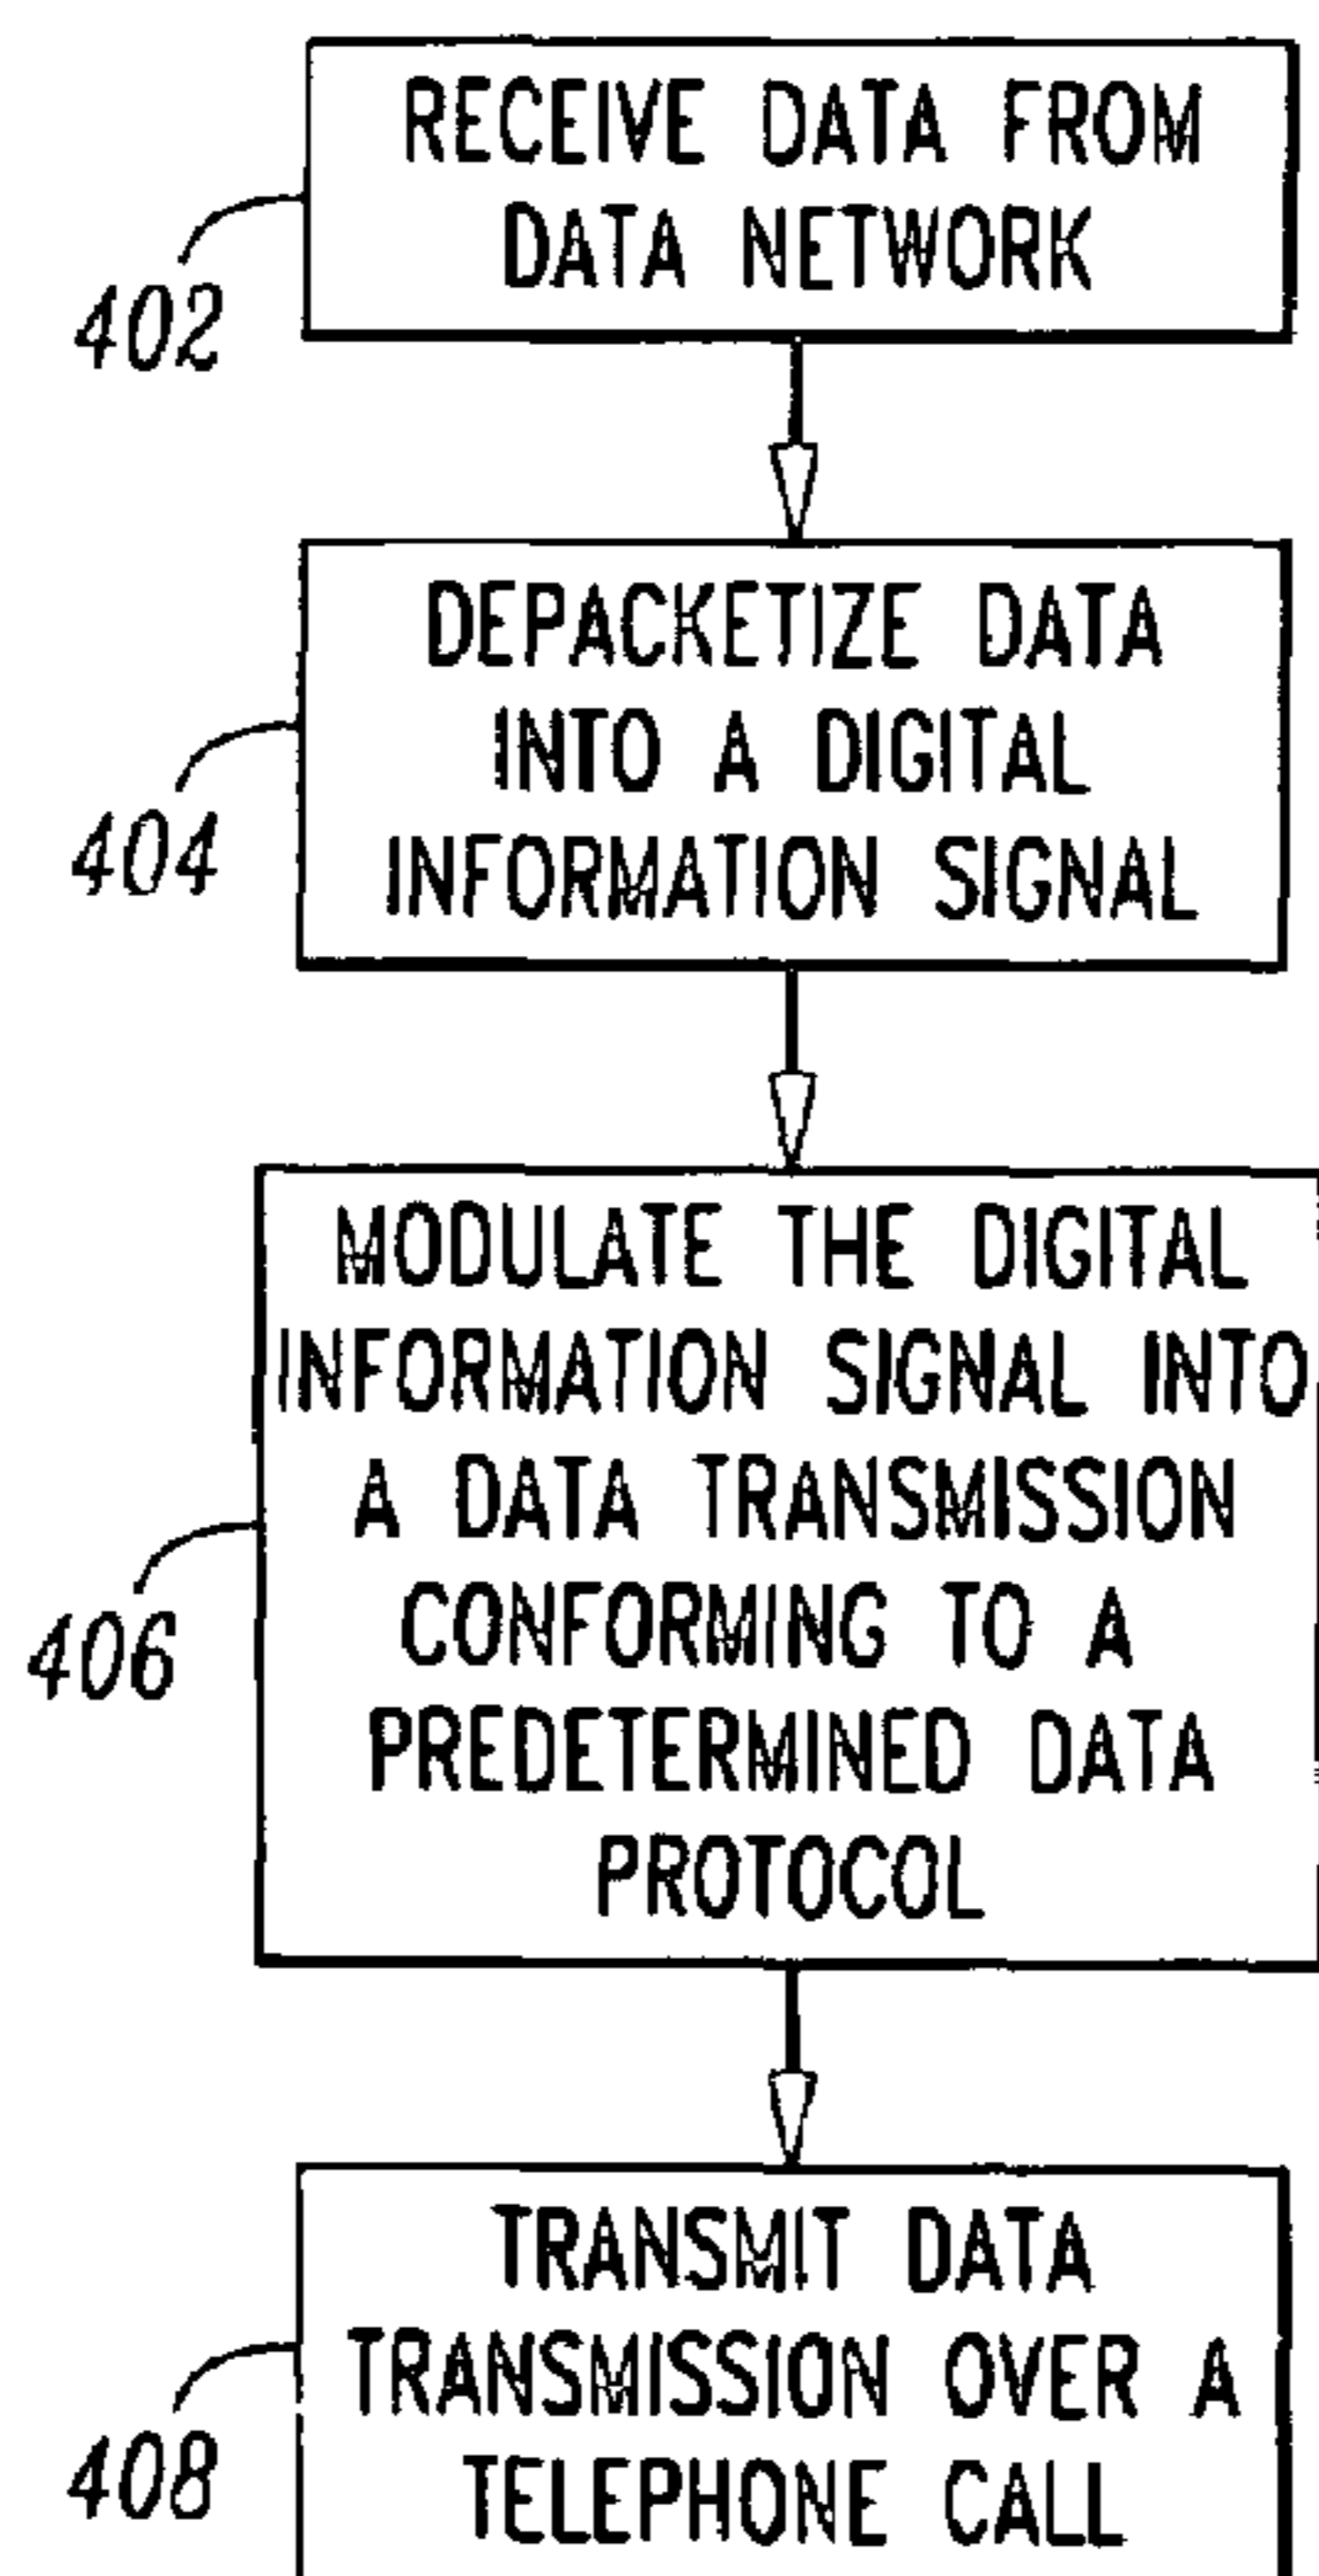 RECEIVE DATA FROM
DATA NETWORK
402
DEPACKETIZE DATA
INTO A DIGITAL
INFORMATION SIGNAL
404
MODULATE THE DIGITAL
INFORMATION SIGNAL INTO
A DATA TRANSMISSION
CONFORMING TO A
PREDETERMINED DATA
PROTOCOL
406
TRANSMIT DATA
TRANSMISSION OVER A
TELEPHONE CALL
408